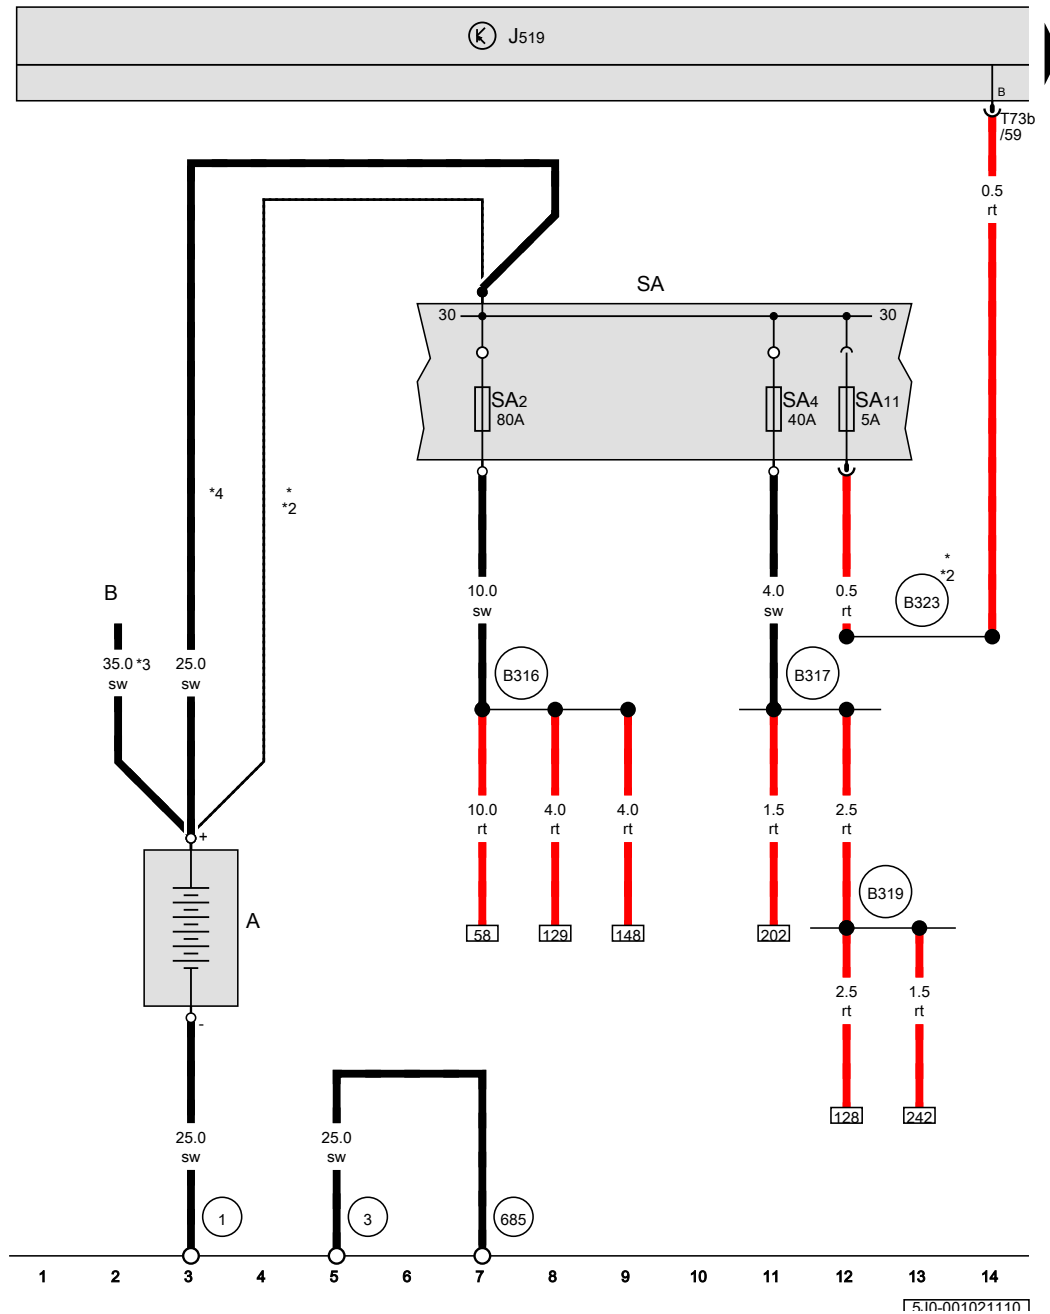 J519
B
T73b
/59
0.5
rt
SA
30
30
SA2
80A
SA4
40A
SA11
5A
*4
*
*2
B
35.0 *3
sw
25.0
sw
10.0
sw
4.0
sw
0.5
rt
*
*2
B323
B316
B317
10.0
rt
4.0
rt
4.0
rt
1.5
rt
2.5
rt
+
A
-
B319
58
129
148
202
2.5
rt
1.5
rt
128
242
25.0
sw
25.0
sw
1
3
685
1 2 3 4 5 6 7 8 9 10 11 12 13 14
5J0-001021110